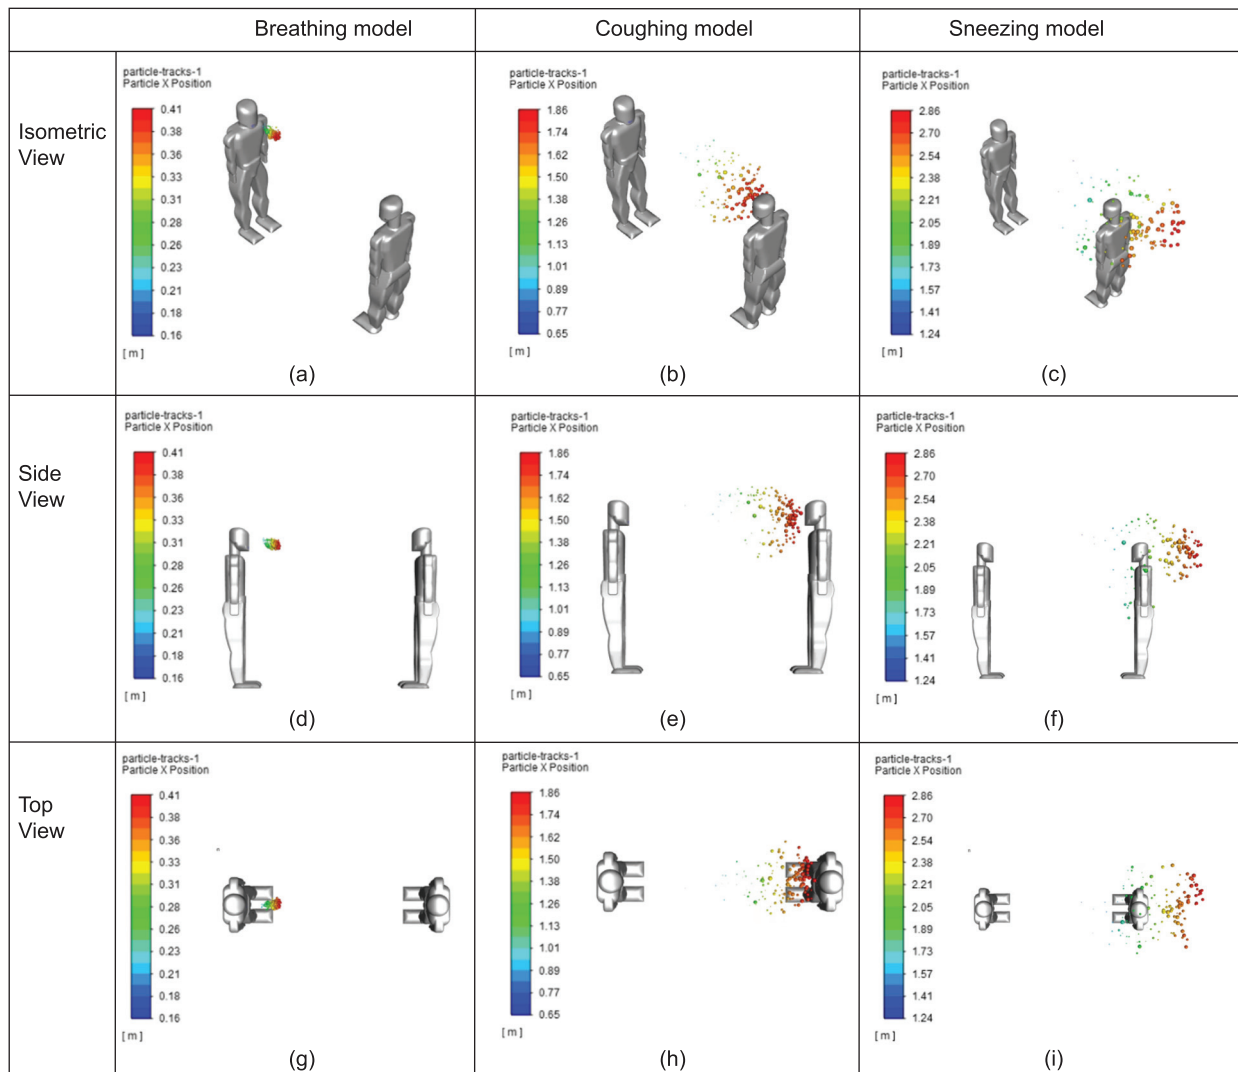 Breathing model
Coughing model
Sneezing model
Isometric
View
particle-tracks-1
Particle X Position
0.41
0.38
0.36
0.33
0.31
0.28
0.26
0.23
0.21
0.18
0.16
[ m ]
(a)
particle-tracks-1
Particle X Position
1.86
1.74
1.62
1.50
1.37
1.26
1.13
1.01
0.89
0.77
0.65
[ m ]
(b)
particle-tracks-1
Particle X Position
2.86
2.70
2.54
2.38
2.21
2.05
1.89
1.73
1.57
1.41
1.24
[ m ]
(c)
Side
View
particle-tracks-1
Particle X Position
0.41
0.38
0.36
0.33
0.31
0.28
0.25
0.23
0.21
0.18
0.16
[ m ]
(d)
particle-tracks-1
Particle X Position
1.86
1.74
1.62
1.50
1.37
1.26
1.13
1.01
0.89
0.77
0.65
[ m ]
(e)
particle-tracks-1
Particle X Position
2.86
2.70
2.54
2.38
2.21
2.05
1.89
1.73
1.57
1.41
1.24
[ m ]
(f)
Top
View
particle-tracks-1
Particle X Position
0.41
0.38
0.36
0.33
0.31
0.28
0.25
0.23
0.21
0.18
0.16
[ m ]
(g)
particle-tracks-1
Particle X Position
1.86
1.74
1.62
1.50
1.37
1.26
1.13
1.01
0.89
0.77
0.65
[ m ]
(h)
particle-tracks-1
Particle X Position
2.86
2.70
2.54
2.38
2.21
2.05
1.89
1.73
1.57
1.41
1.24
[ m ]
(i)